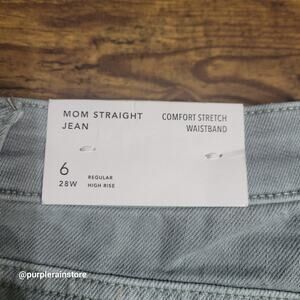 MOM STRAIGHT
JEAN
COMFORT STRETCH
WAISTBAND
6
28W
REGULAR
HIGH RISE
@purplerainstore